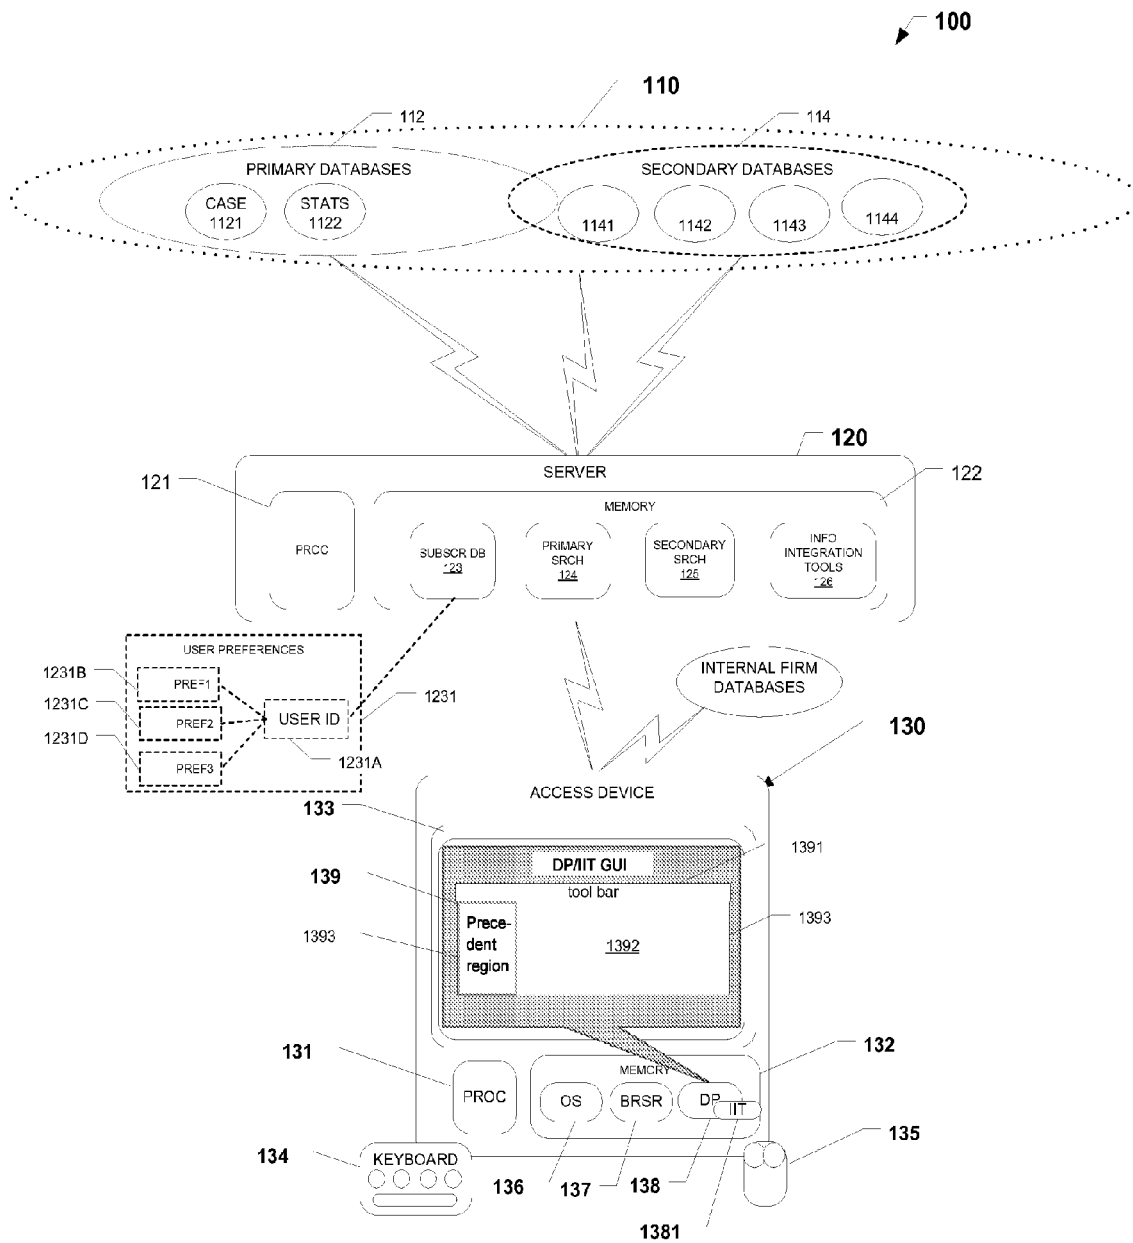 100
110
112
114
PRIMARY DATABASES
SECONDARY DATABASES
CASE
1121
STATS
1122
1141
1142
1143
1144
120
SERVER
121
122
MEMORY
PROC
SUBSCR DB
123
PRIMARY
SRCH
124
SECONDARY
SRCH
125
INFO
INTEGRATION
TOOLS
126
USER PREFERENCES
1231B
PREF1
1231C
PREF2
1231D
PREF3
USER ID
1231
1231A
INTERNAL FIRM
DATABASES
130
ACCESS DEVICE
133
DP/IIT GUI
1391
139
tool bar
1393
Prece-
dent
region
1392
1393
131
132
MEMORY
PROC
OS
BRSR
DP
IIT
134
KEYBOARD
135
136
137
138
1381